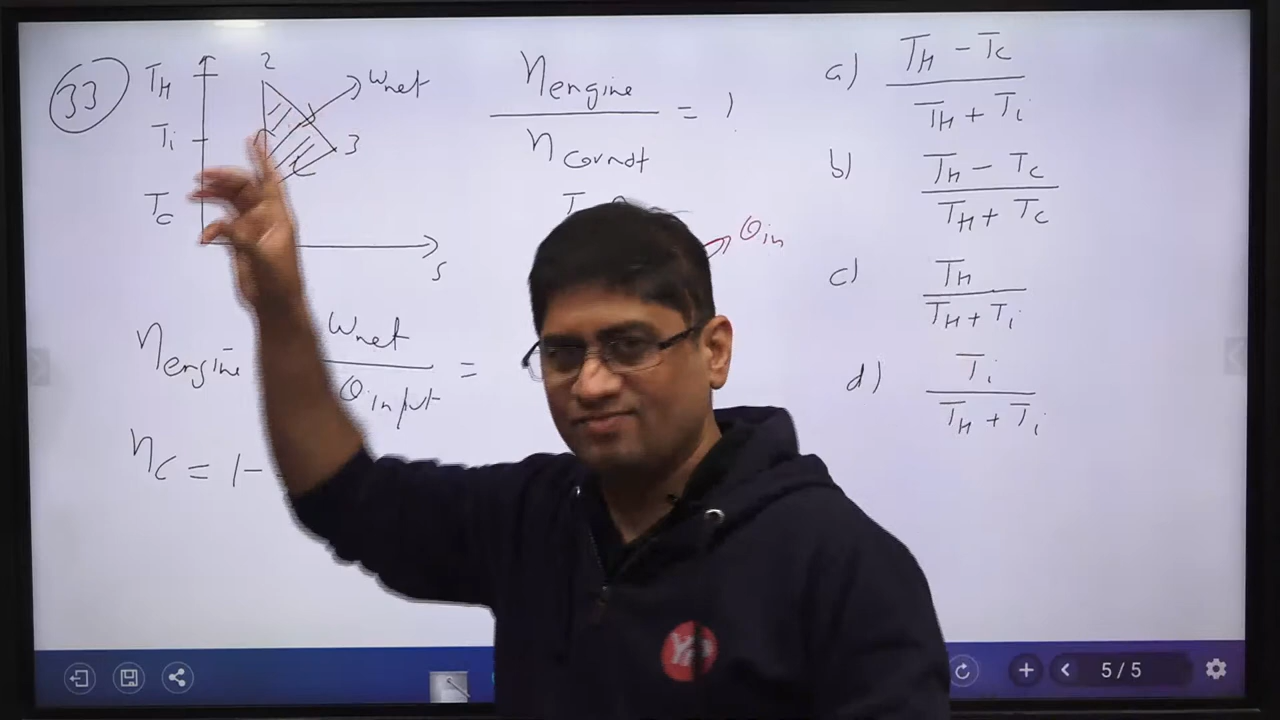 33
T_H
T_i
T_c
2
3
W_net
s
η_engine
η_Carnot
= ?
Q_in
η_engine
W_net
Q_input
=
η_C = 1 -
a) T_H - T_C
T_H + T_i
b) T_H - T_C
T_H + T_C
c) T_H
T_H + T_i
d) T_i
T_H + T_i
5/5